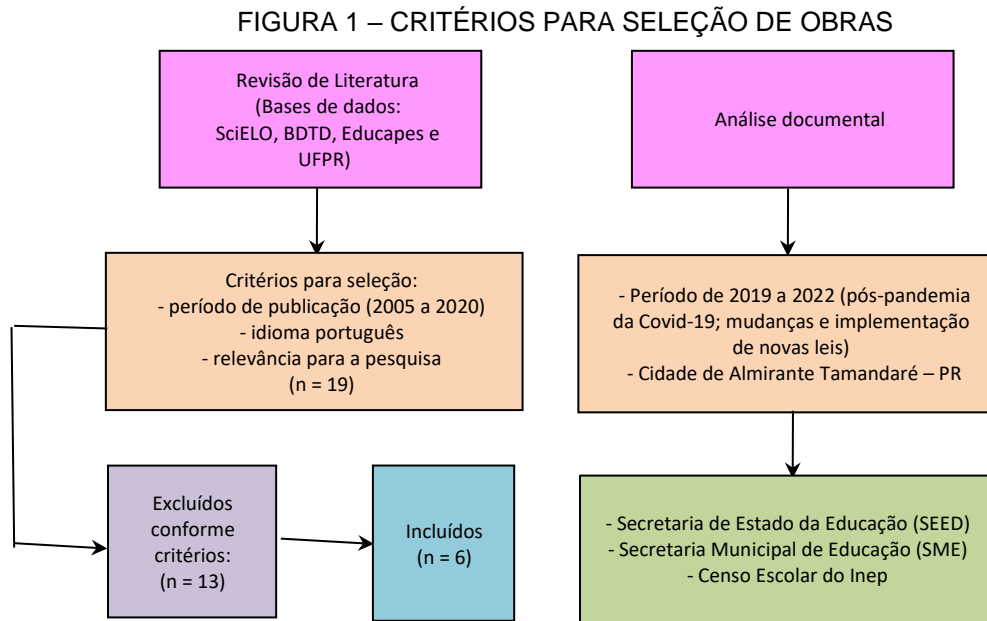 FIGURA 1 – CRITÉRIOS PARA SELEÇÃO DE OBRAS
Revisão de Literatura
(Bases de dados:
SciELO, BDTD, Educapes e
UFPR)
Análise documental
Critérios para seleção:
- período de publicação (2005 a 2020)
- idioma português
- relevância para a pesquisa
(n = 19)
- Período de 2019 a 2022 (pós-pandemia
da Covid-19; mudanças e implementação
de novas leis)
- Cidade de Almirante Tamandaré – PR
Excluídos
conforme
critérios:
(n = 13)
Incluídos
(n = 6)
- Secretaria de Estado da Educação (SEED)
- Secretaria Municipal de Educação (SME)
- Censo Escolar do Inep